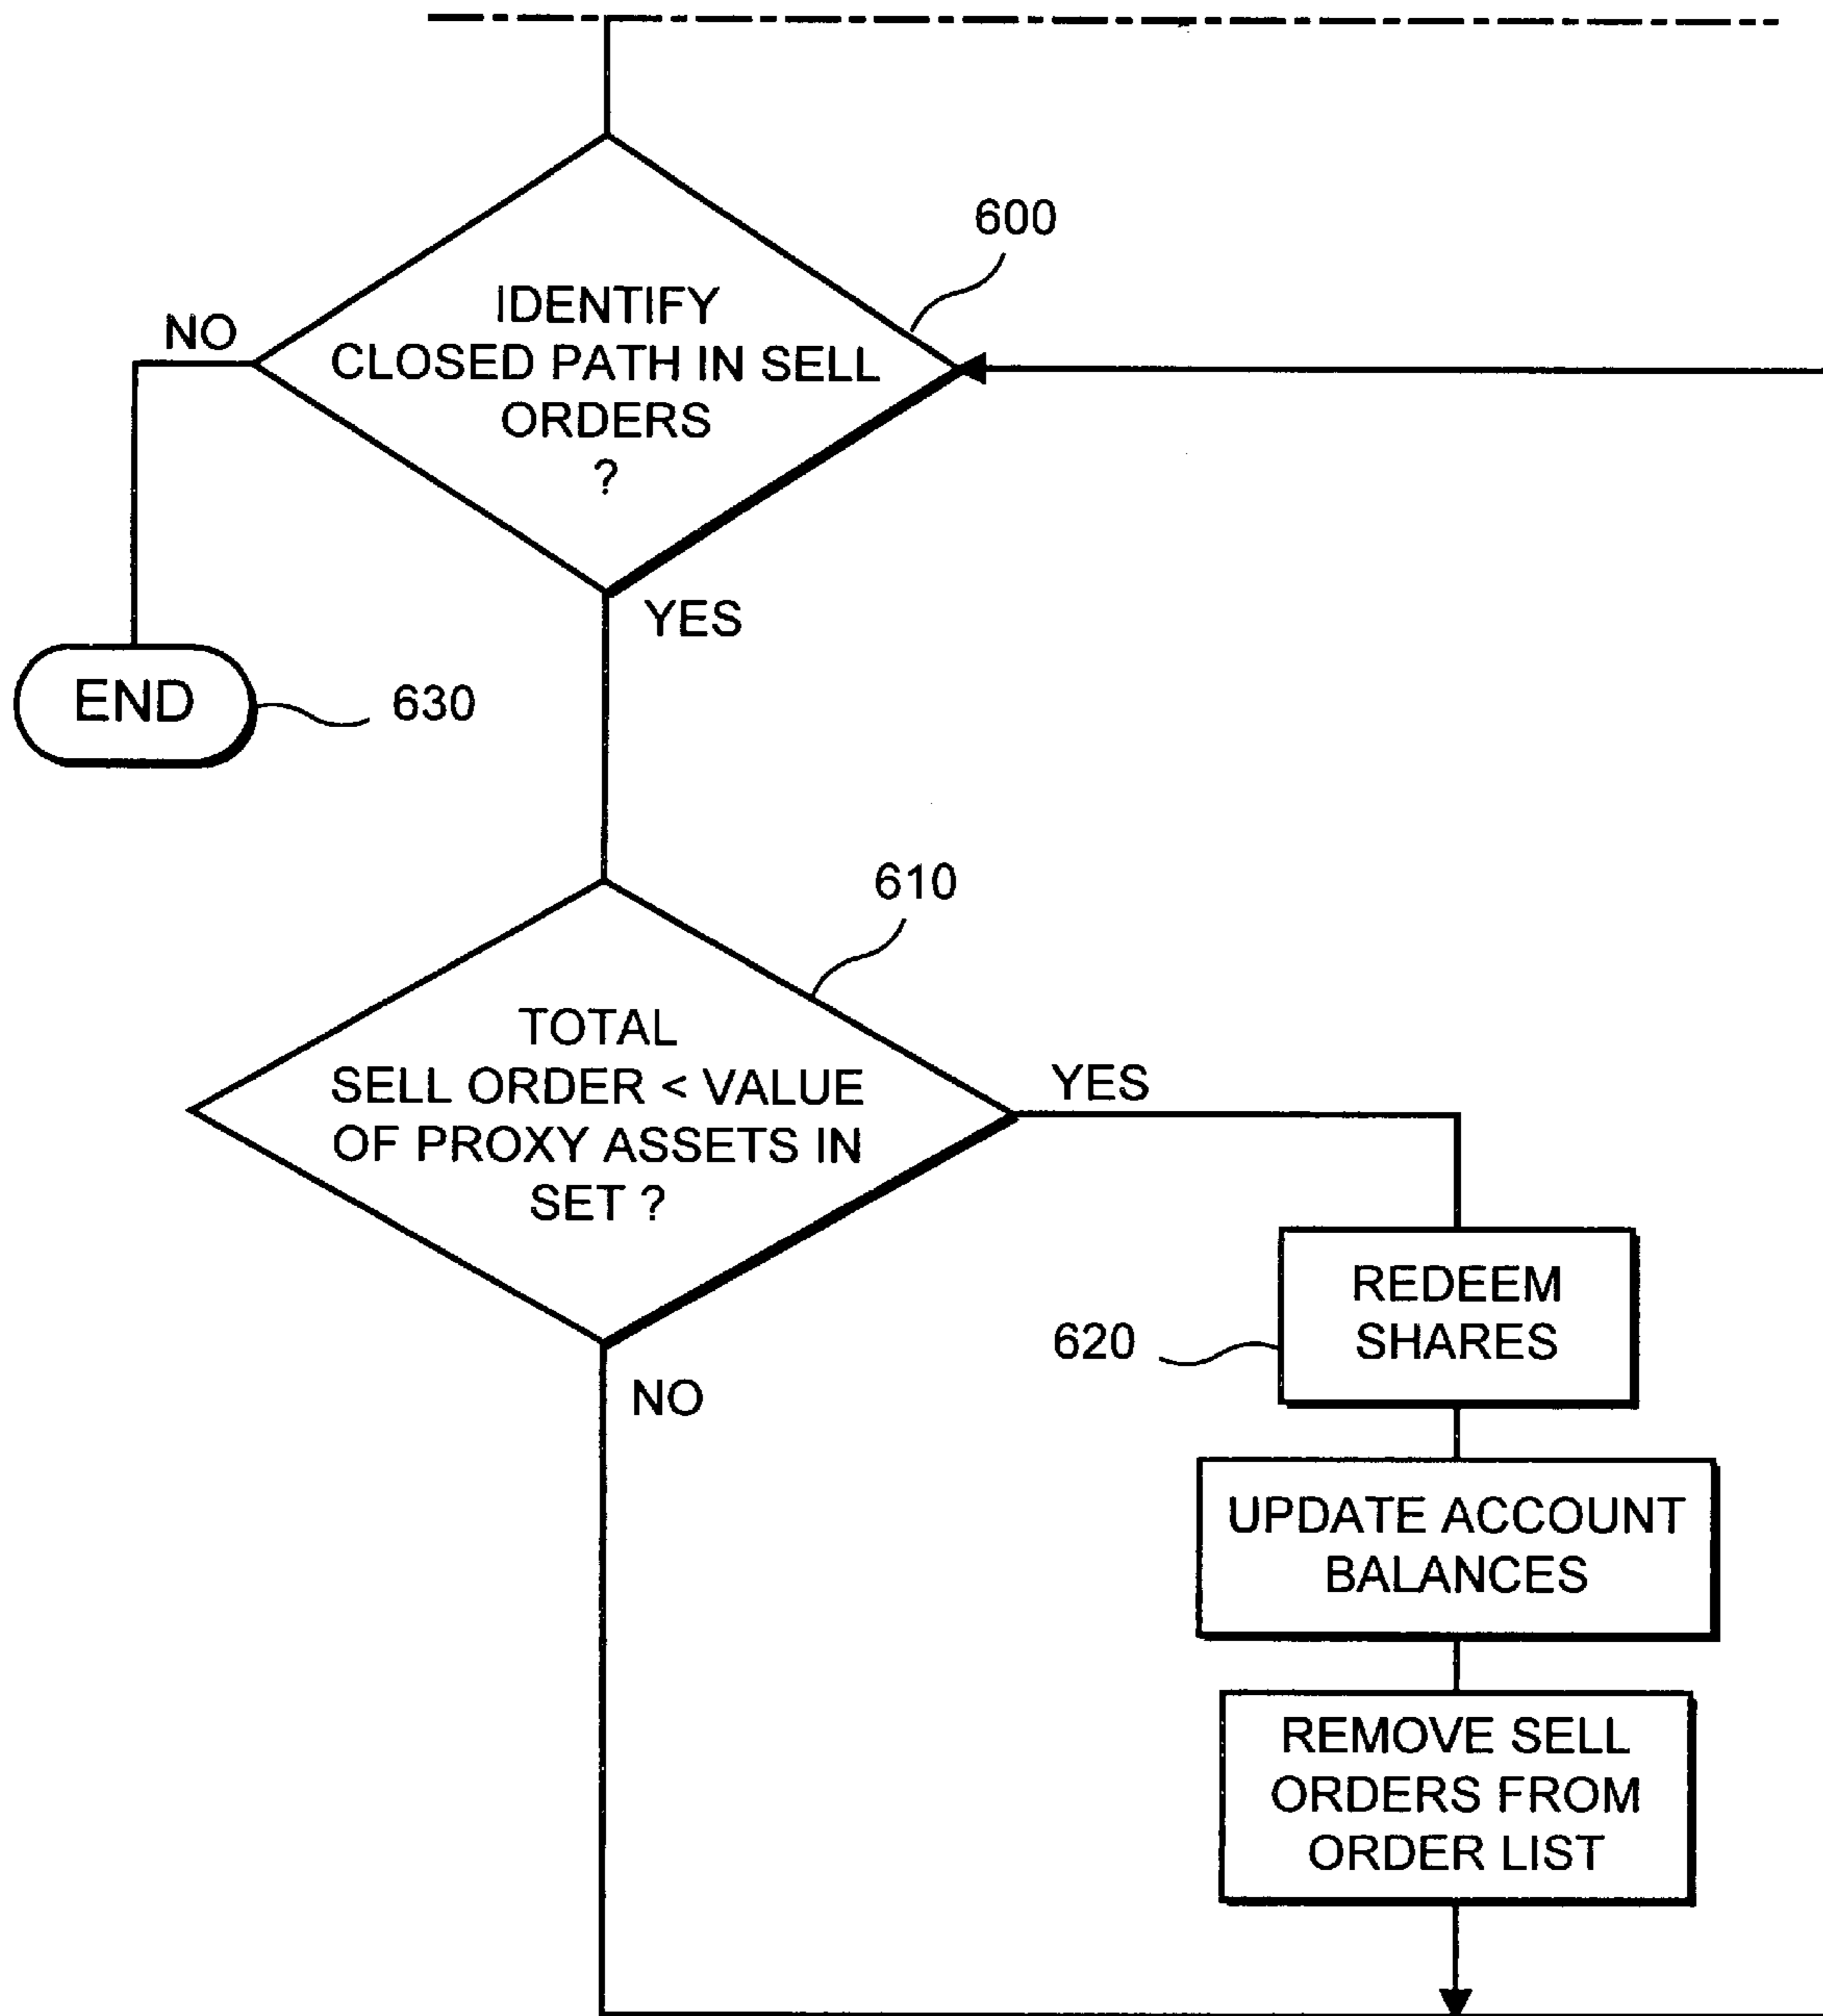 600
IDENTIFY
CLOSED PATH IN SELL
ORDERS
?
NO
YES
END
630
610
TOTAL
SELL ORDER < VALUE
OF PROXY ASSETS IN
SET ?
YES
NO
REDEEM
SHARES
620
UPDATE ACCOUNT
BALANCES
REMOVE SELL
ORDERS FROM
ORDER LIST